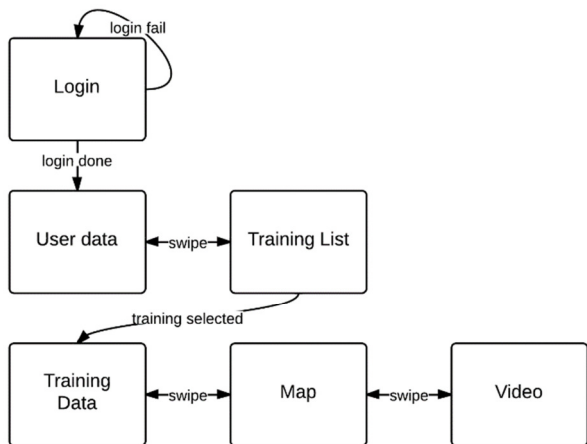 login fail
Login
login done
User data
swipe
Training List
training selected
Training
Data
swipe
Map
swipe
Video